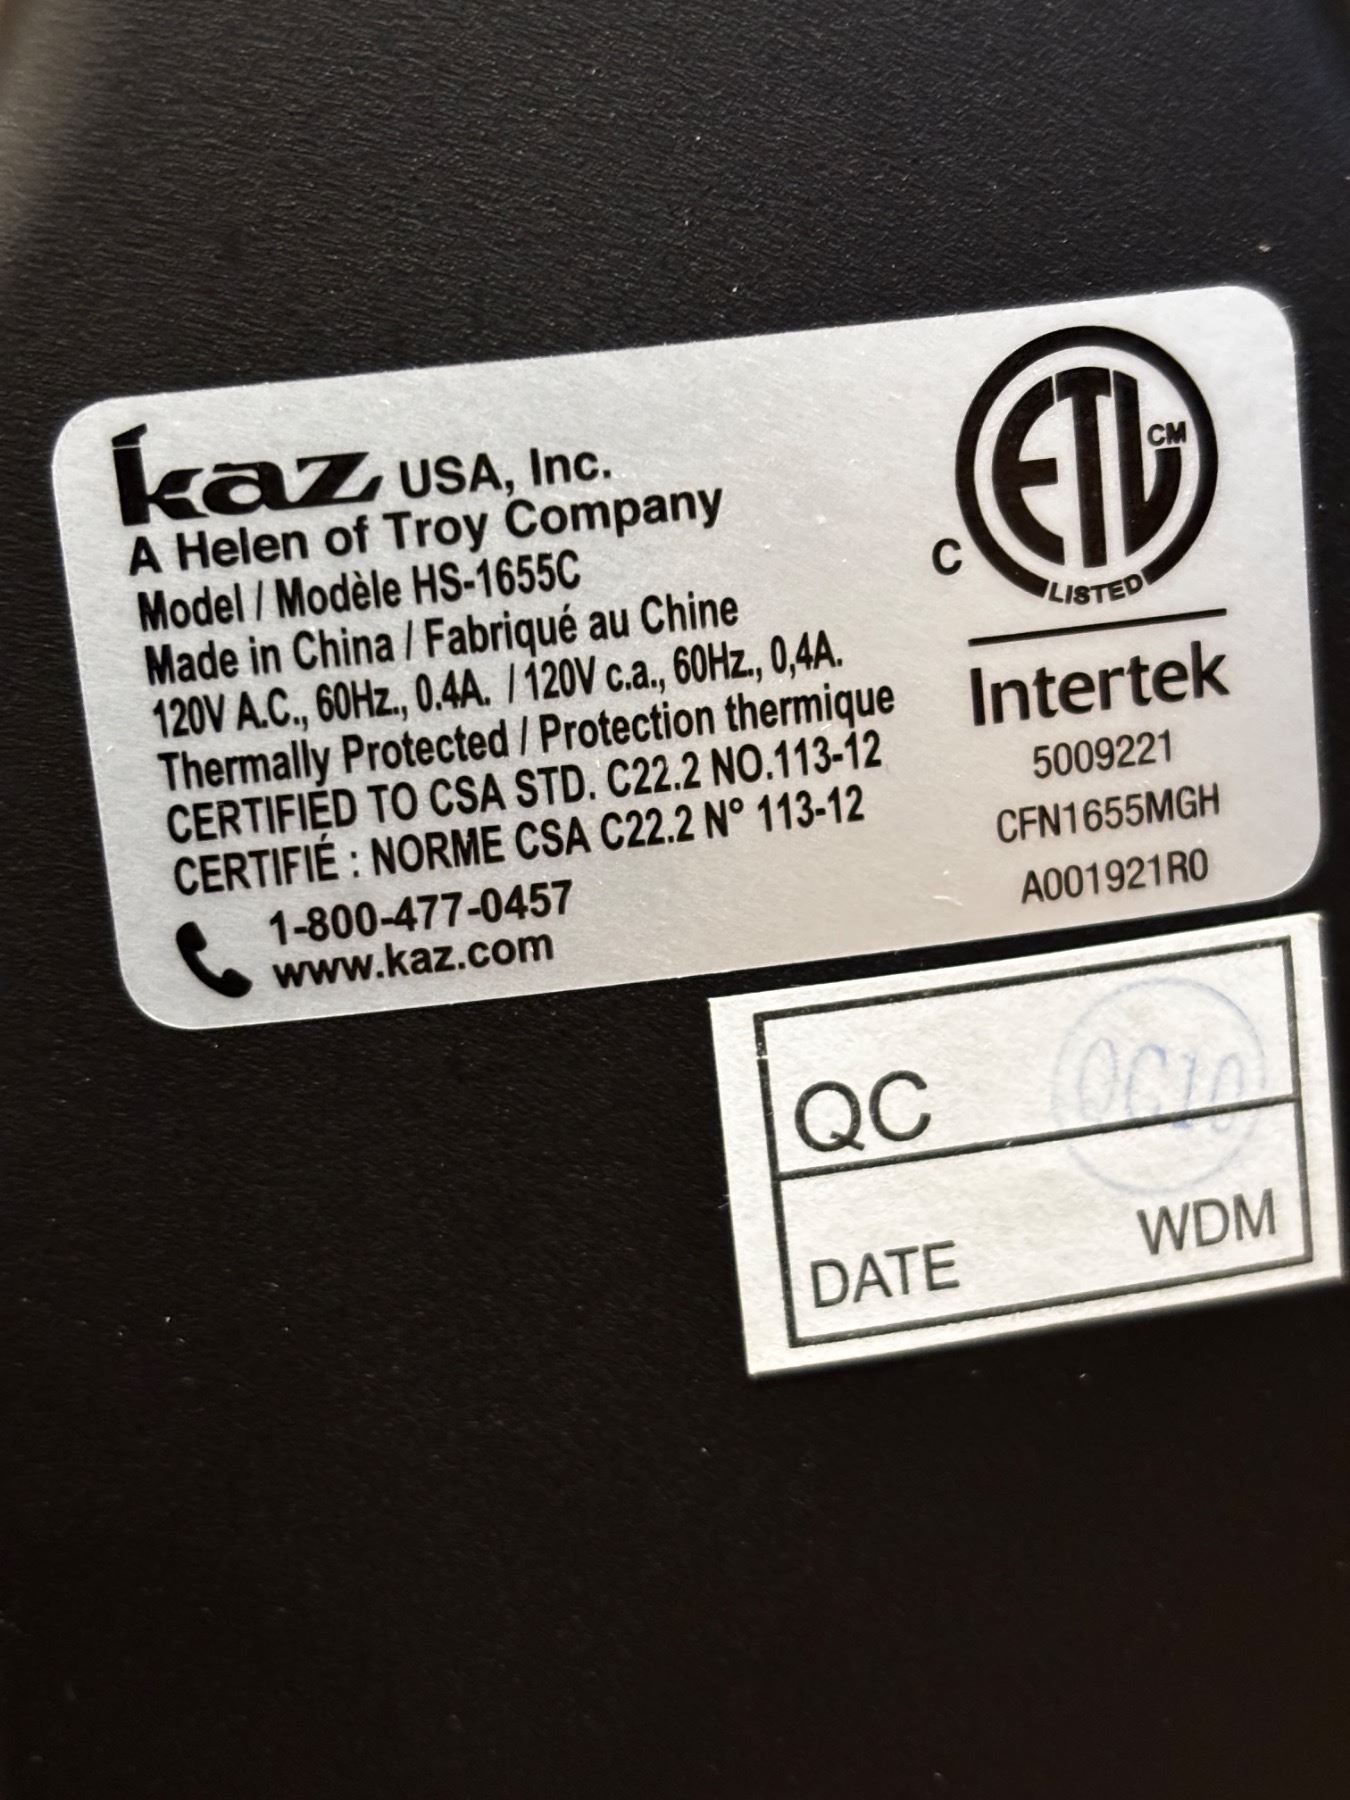 kaz USA, Inc.
A Helen of Troy Company
Model / Modèle HS-1655C
Made in China / Fabriqué au Chine
120V A.C., 60Hz., 0.4A. / 120V c.a., 60Hz., 0,4A.
Thermally Protected / Protection thermique
CERTIFIED TO CSA STD. C22.2 NO.113-12
CERTIFIÉ : NORME CSA C22.2 N° 113-12
1-800-477-0457
www.kaz.com
ETL CM
C LISTED
Intertek
5009221
CFN1655MGH
A001921R0
QC QC10
DATE WDM